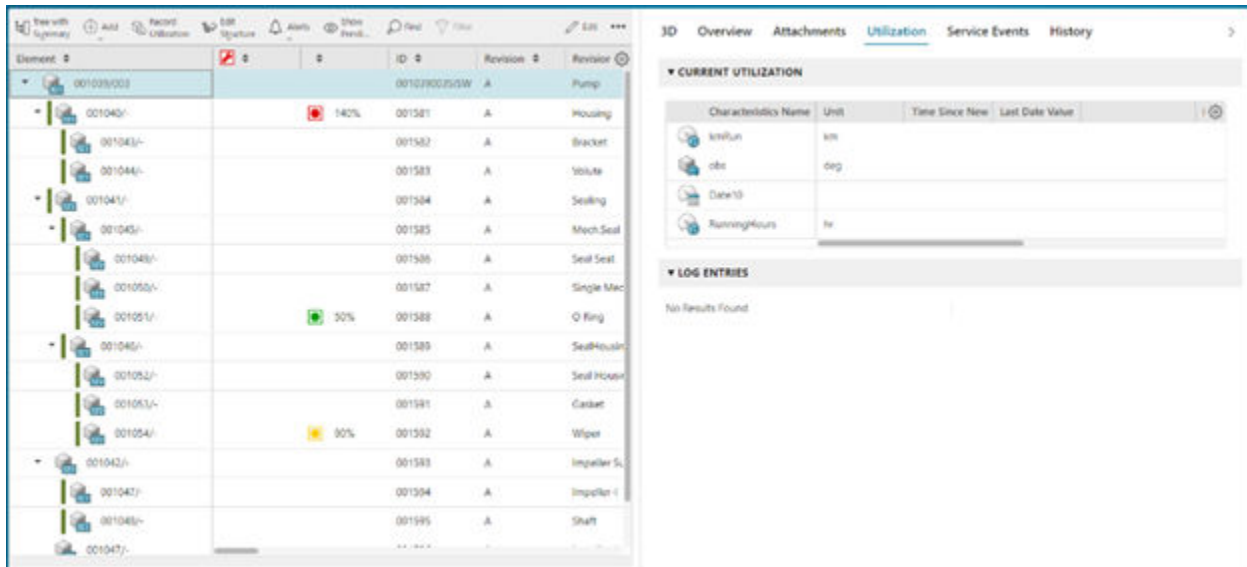 Tree with Summary Add Record Utilization Edit Structure Alerts Show Find Filter Edit •••
Element ID Revision Revision
001039/003 A Pump
001040/- 140% 001581 A Housing
001043/- 001582 A Bracket
001044/- 001583 A Volute
001041/- 001584 A Sealing
001045/- 001585 A Mech Seal
001049/- 001586 A Seal Seat
001050/- 001587 A Single Mec
001051/- 50% 001588 A O Ring
001046/- 001589 A SealHousin
001052/- 001590 A Seal Housin
001053/- 001591 A Gasket
001054/- 80% 001592 A Wiper
001042/- 001593 A Impeller Su
001047/- 001594 A Impeller-I
001048/- 001595 A Shaft
001047/-
3D Overview Attachments Utilization Service Events History
CURRENT UTILIZATION
Characteristics Name Unit Time Since New Last Date Value
kmRun km
obs deg
Date10
RunningHours hr
LOG ENTRIES
No Results Found